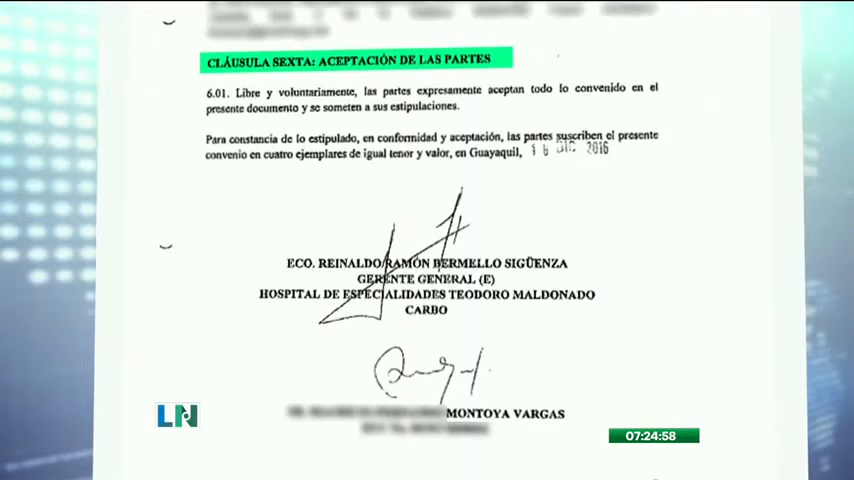 CLÁUSULA SEXTA: ACEPTACIÓN DE LAS PARTES
6.01. Libre y voluntariamente, las partes expresamente aceptan todo lo convenido en el
presente documento y se someten a sus estipulaciones.
Para constancia de lo estipulado, en conformidad y aceptación, las partes suscriben el presente
convenio en cuatro ejemplares de igual tenor y valor, en Guayaquil, 16 DIC 2016
ECO. REINALDO RAMÓN BERMELLO SIGÜENZA
GERENTE GENERAL (E)
HOSPITAL DE ESPECIALIDADES TEODORO MALDONADO
CARBO
MONTOYA VARGAS
LN
07:24:58